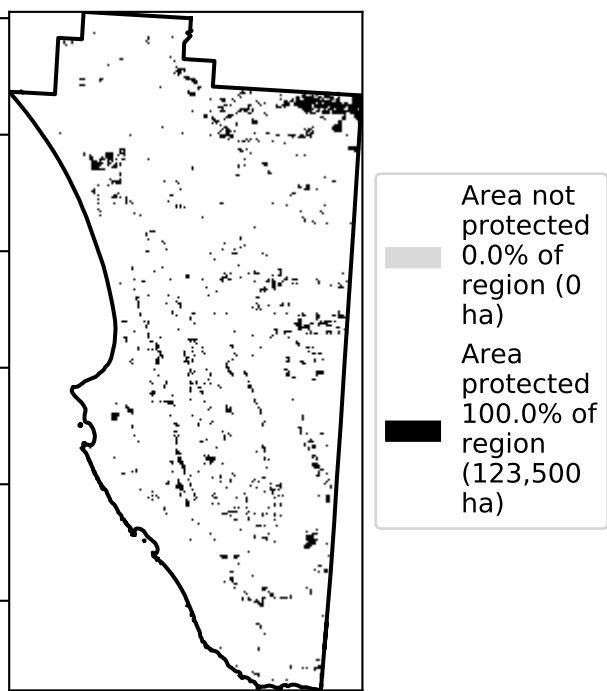 Area not
protected
0.0% of
region (0
ha)
Area
protected
100.0% of
region
(123,500
ha)